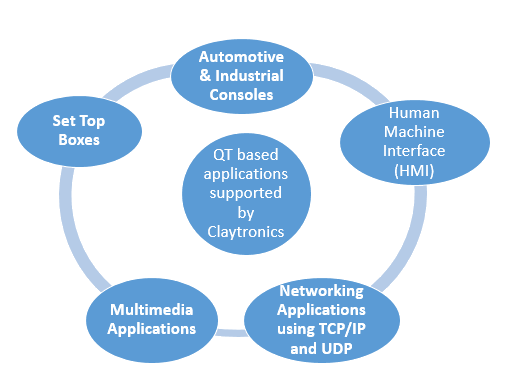 Automotive
& Industrial
Consoles
Human
Machine
Interface
(HMI)
Networking
Applications
using TCP/IP
and UDP
Multimedia
Applications
Set Top
Boxes
QT based
applications
supported
by
Claytronics